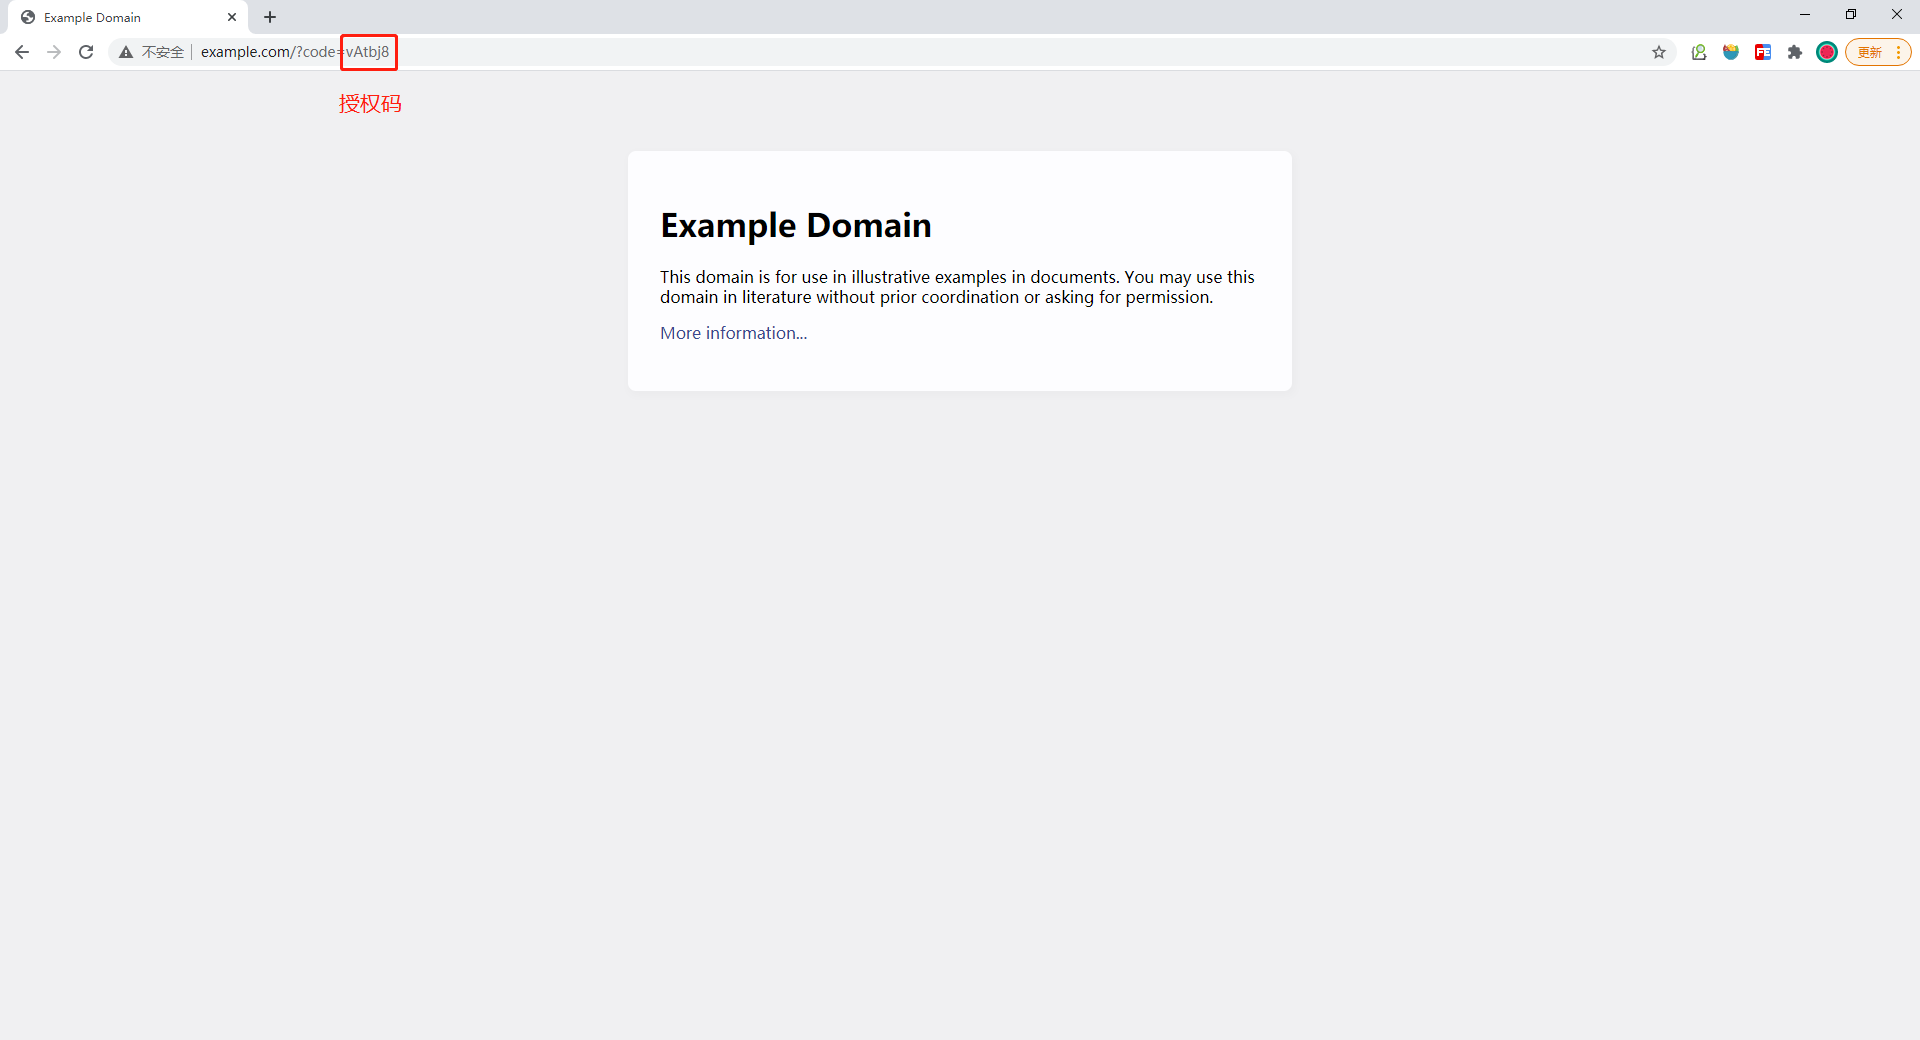 Example Domain
不安全 example.com/?code=vAtbj8
FE
更新
授权码
Example Domain
This domain is for use in illustrative examples in documents. You may use this
domain in literature without prior coordination or asking for permission.
More information...